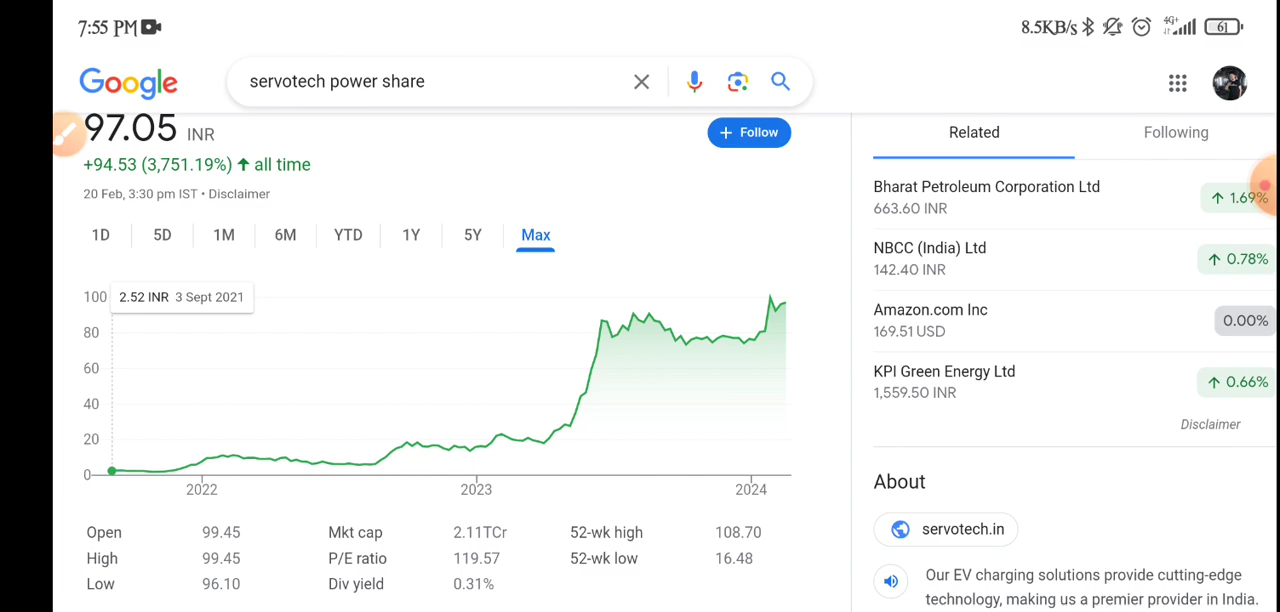 7:55 PM
8.5KB/s 4G+ 61
Google
servotech power share
97.05 INR
+ Follow
+94.53 (3,751.19%) ↑ all time
20 Feb, 3:30 pm IST • Disclaimer
1D 5D 1M 6M YTD 1Y 5Y Max
2.52 INR 3 Sept 2021
100
80
60
40
20
0
2022 2023 2024
Open 99.45 Mkt cap 2.11TCr 52-wk high 108.70
High 99.45 P/E ratio 119.57 52-wk low 16.48
Low 96.10 Div yield 0.31%
Related Following
Bharat Petroleum Corporation Ltd
663.60 INR
↑ 1.69%
NBCC (India) Ltd
142.40 INR
↑ 0.78%
Amazon.com Inc
169.51 USD
0.00%
KPI Green Energy Ltd
1,559.50 INR
↑ 0.66%
Disclaimer
About
servotech.in
Our EV charging solutions provide cutting-edge
technology, making us a premier provider in India.